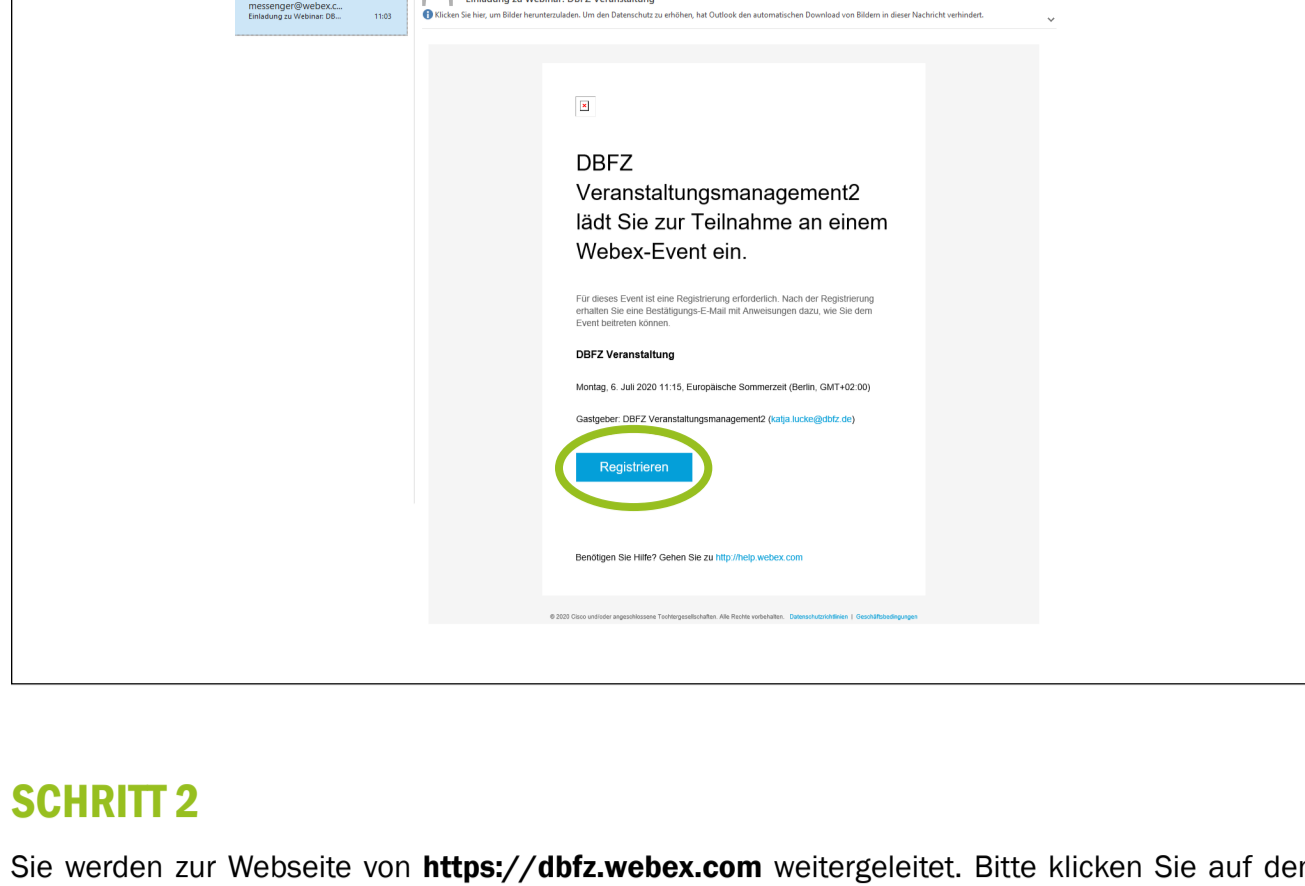 messenger@webex.c...
Einladung zu Webinar: DB... 11:03
Einladung zu Webinar: DBFZ Veranstaltung
Klicken Sie hier, um Bilder herunterzuladen. Um den Datenschutz zu erhöhen, hat Outlook den automatischen Download von Bildern in dieser Nachricht verhindert.
DBFZ
Veranstaltungsmanagement2
lädt Sie zur Teilnahme an einem
Webex-Event ein.
Für dieses Event ist eine Registrierung erforderlich. Nach der Registrierung
erhalten Sie eine Bestätigungs-E-Mail mit Anweisungen dazu, wie Sie dem
Event beitreten können.
DBFZ Veranstaltung
Montag, 6. Juli 2020 11:15, Europäische Sommerzeit (Berlin, GMT+02:00)
Gastgeber: DBFZ Veranstaltungsmanagement2 (katja.lucke@dbfz.de)
Registrieren
Benötigen Sie Hilfe? Gehen Sie zu http://help.webex.com
© 2020 Cisco und/oder angeschlossene Tochtergesellschaften. Alle Rechte vorbehalten. Datenschutzrichtlinien | Geschäftsbedingungen
SCHRITT 2
Sie werden zur Webseite von https://dbfz.webex.com weitergeleitet. Bitte klicken Sie auf der